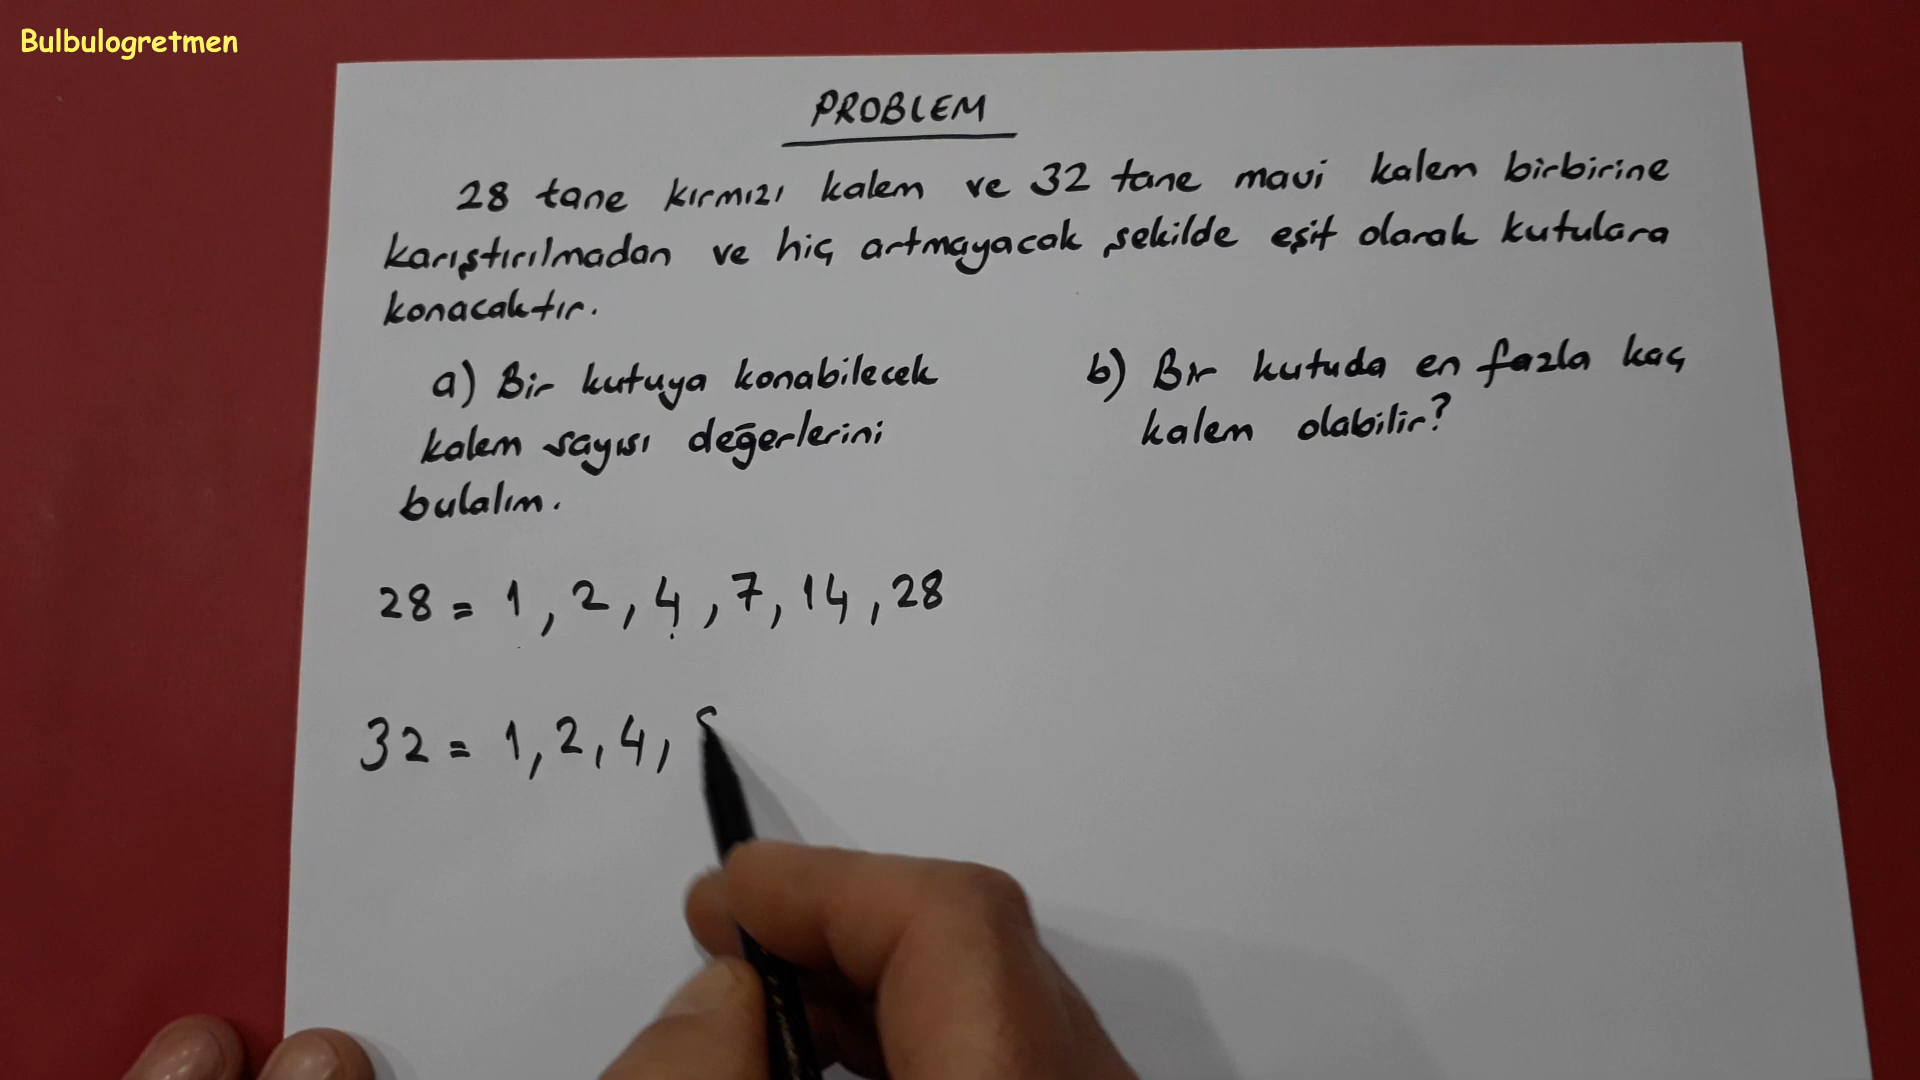 Bulbulogretmen
PROBLEM
28 tane kırmızı kalem ve 32 tane mavi kalem birbirine
karıştırılmadan ve hiç artmayacak şekilde eşit olarak kutulara
konacaktır.
a) Bir kutuya konabilecek
kalem sayısı değerlerini
bulalım.
b) Bir kutuda en fazla kaç
kalem olabilir?
28 = 1, 2, 4, 7, 14, 28
32 = 1, 2, 4,